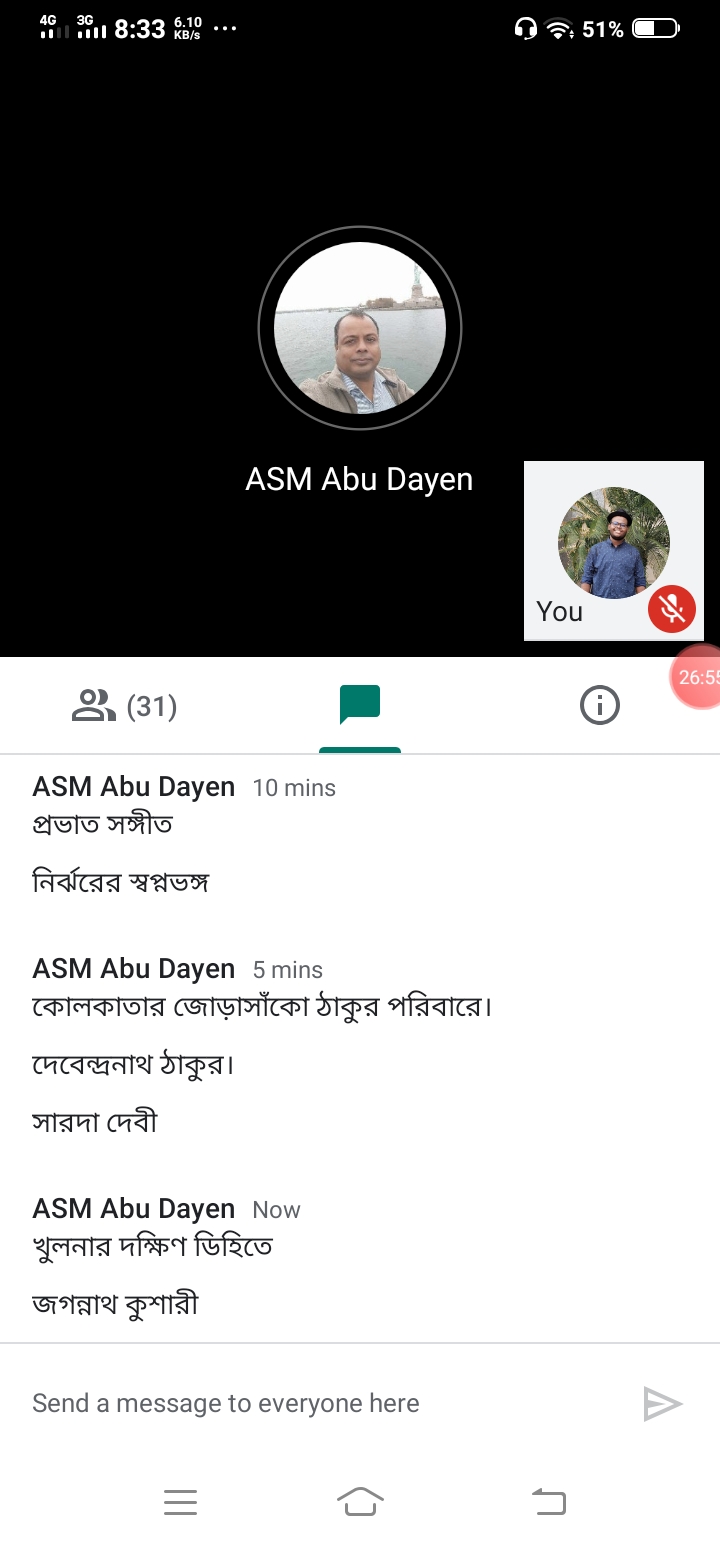 4G 3G 8:33 6.10 KB/s ... 51%
ASM Abu Dayen
You
(31)
26:55
ASM Abu Dayen 10 mins
প্রভাত সঙ্গীত
নির্ঝরের স্বপ্নভঙ্গ
ASM Abu Dayen 5 mins
কোলকাতার জোড়াসাঁকো ঠাকুর পরিবারে।
দেবেন্দ্রনাথ ঠাকুর।
সারদা দেবী
ASM Abu Dayen Now
খুলনার দক্ষিণ ডিহিতে
জগন্নাথ কুশারী
Send a message to everyone here